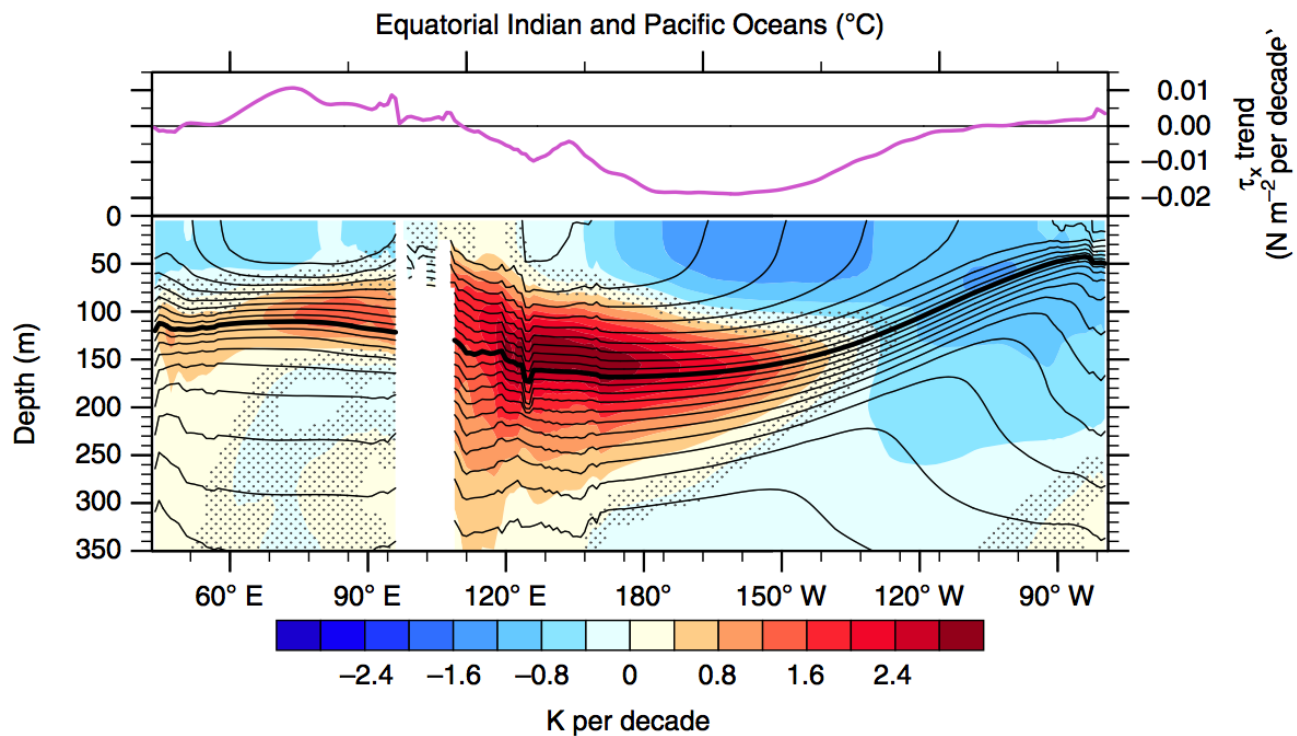 Equatorial Indian and Pacific Oceans (°C)
0.01
0.00
−0.01
−0.02
τx trend
(N m−2 per decade)
0
50
100
150
200
250
300
350
Depth (m)
60° E 90° E 120° E 180° 150° W 120° W 90° W
−2.4 −1.6 −0.8 0 0.8 1.6 2.4
K per decade